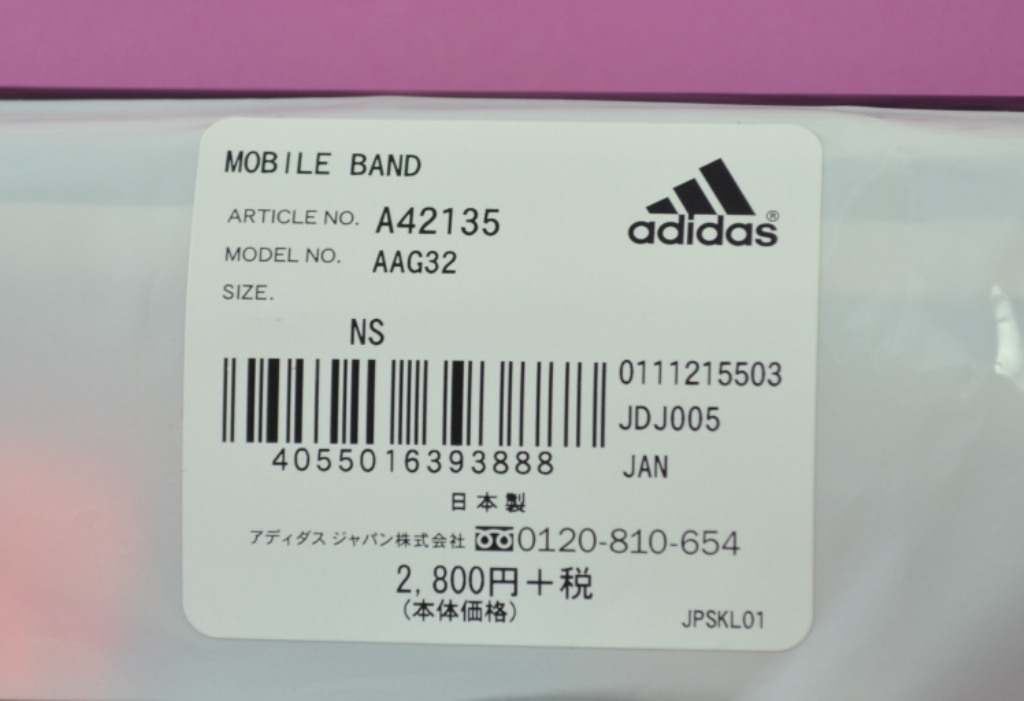 MOBILE BAND
adidas®
ARTICLE NO. A42135
MODEL NO. AAG32
SIZE.
NS
0111215503
JDJ005
4055016393888
JAN
日本製
アディダス ジャパン株式会社 0120-810-654
2,800円＋税
(本体価格)
JPSKL01